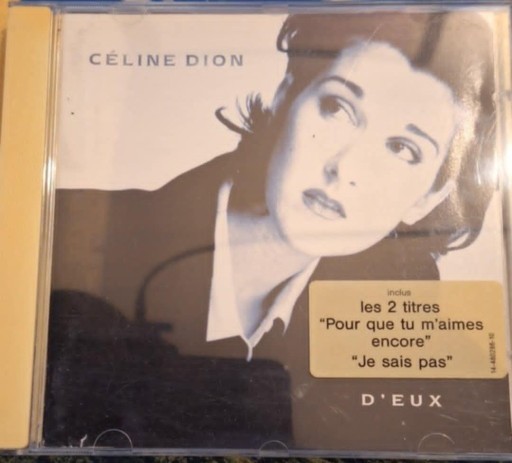 CÉLINE DION
inclus
les 2 titres
"Pour que tu m'aimes
encore"
"Je sais pas"
D'EUX